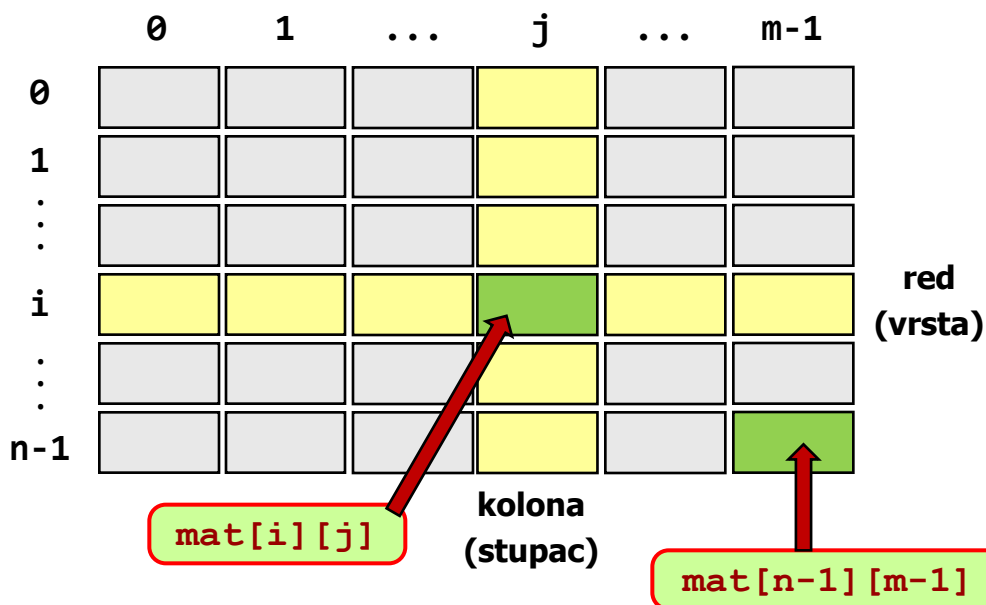 0 1 ... j ... m-1
0
1
...
i
...
n-1
red
(vrsta)
kolona
(stupac)
mat[i][j]
mat[n-1][m-1]